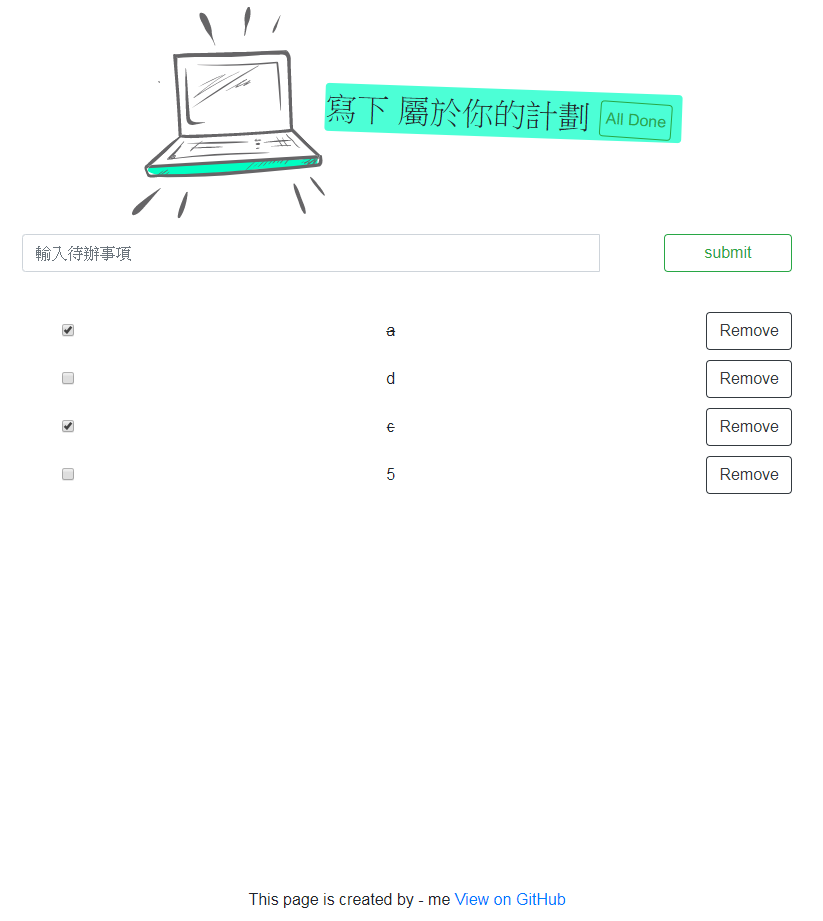 寫下 屬於你的計劃 All Done
輸入待辦事項 submit
a Remove
d Remove
c Remove
5 Remove
This page is created by - me View on GitHub